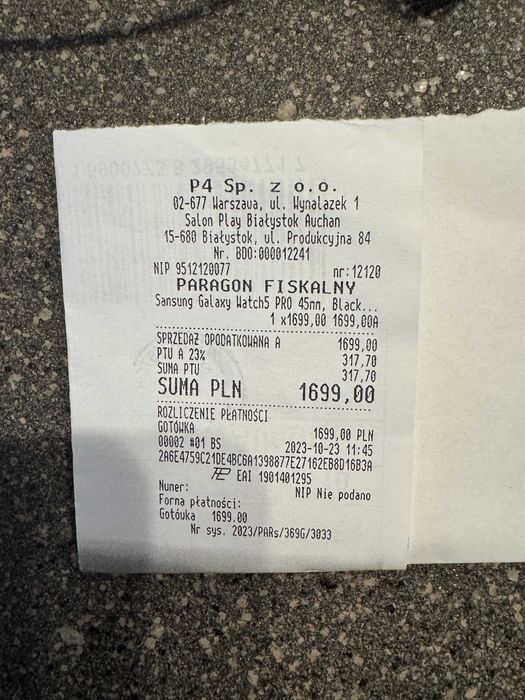 P4 Sp. z o.o.
02-677 Warszawa, ul. Wynalazek 1
Salon Play Białystok Auchan
15-680 Białystok, ul. Produkcyjna 84
Nr. BDO:000012241
NIP 9512120077 nr:12120
PARAGON FISKALNY
Samsung Galaxy Watch5 PRO 45mm, Black...
1 x1699,00 1699,00A
SPRZEDAŻ OPODATKOWANA A 1699,00
PTU A 23% 317,70
SUMA PTU 317,70
SUMA PLN 1699,00
ROZLICZENIE PŁATNOŚCI
GOTÓWKA 1699,00 PLN
00002 #01 BS 2023-10-23 11:45
2A6E4759C21DE4BC6A1398877E27162EB8D16B3A
EAI 1901401295
Numer: NIP Nie podano
Forma płatności:
Gotówka 1699.00
Nr sys. 2023/PARs/369G/3033